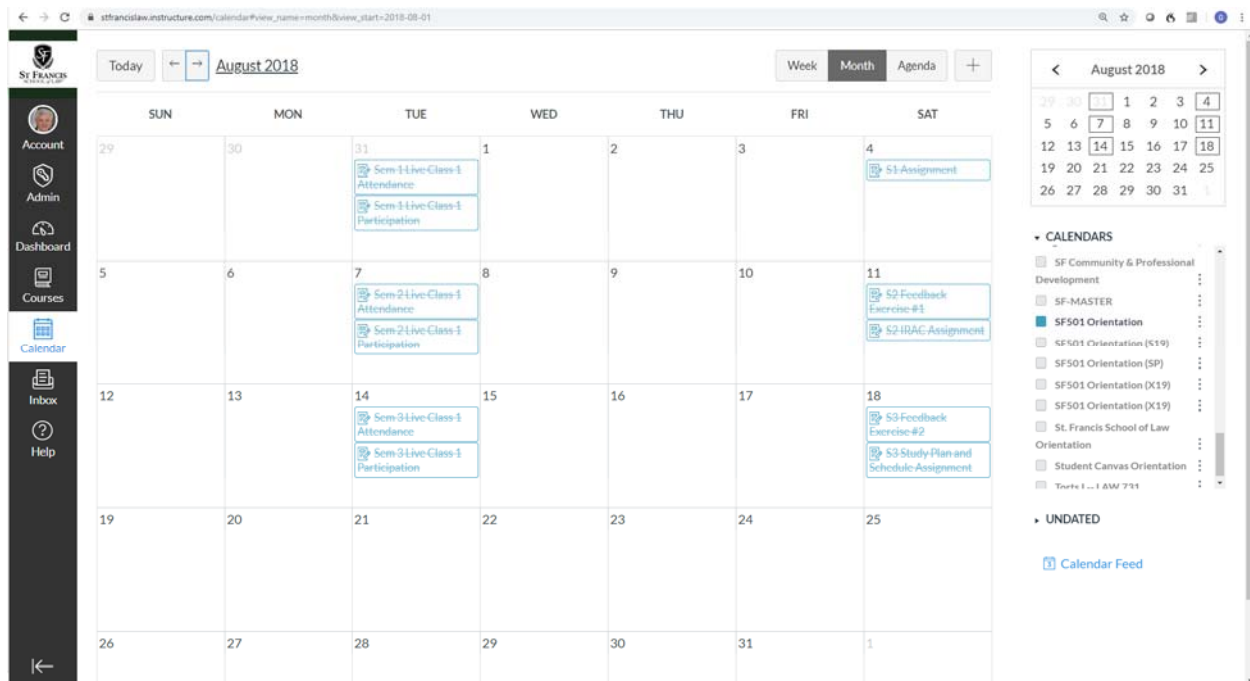 stfrancislaw.instructure.com/calendar#view_name=month&view_start=2018-08-01
SF
ST FRANCIS
SCHOOL of LAW
Account
Admin
Dashboard
Courses
Calendar
Inbox
Help
Today ← → August 2018
Week Month Agenda +
SUN MON TUE WED THU FRI SAT
29 30 31 1 2 3 4
Sem 1 Live Class 1
Attendance
Sem 1 Live Class 1
Participation
S1 Assignment
5 6 7 8 9 10 11
Sem 2 Live Class 1
Attendance
Sem 2 Live Class 1
Participation
S2 Feedback
Exercise #1
S2 IRAC Assignment
12 13 14 15 16 17 18
Sem 3 Live Class 1
Attendance
Sem 3 Live Class 1
Participation
S3 Feedback
Exercise #2
S3 Study Plan and
Schedule Assignment
19 20 21 22 23 24 25
26 27 28 29 30 31 1
August 2018
29 30 31 1 2 3 4
5 6 7 8 9 10 11
12 13 14 15 16 17 18
19 20 21 22 23 24 25
26 27 28 29 30 31 1
CALENDARS
SF Community & Professional
Development
SF-MASTER
SF501 Orientation
SF501 Orientation (S19)
SF501 Orientation (SP)
SF501 Orientation (X19)
SF501 Orientation (X19)
St. Francis School of Law
Orientation
Student Canvas Orientation
Torts I -- LAW 731
UNDATED
Calendar Feed